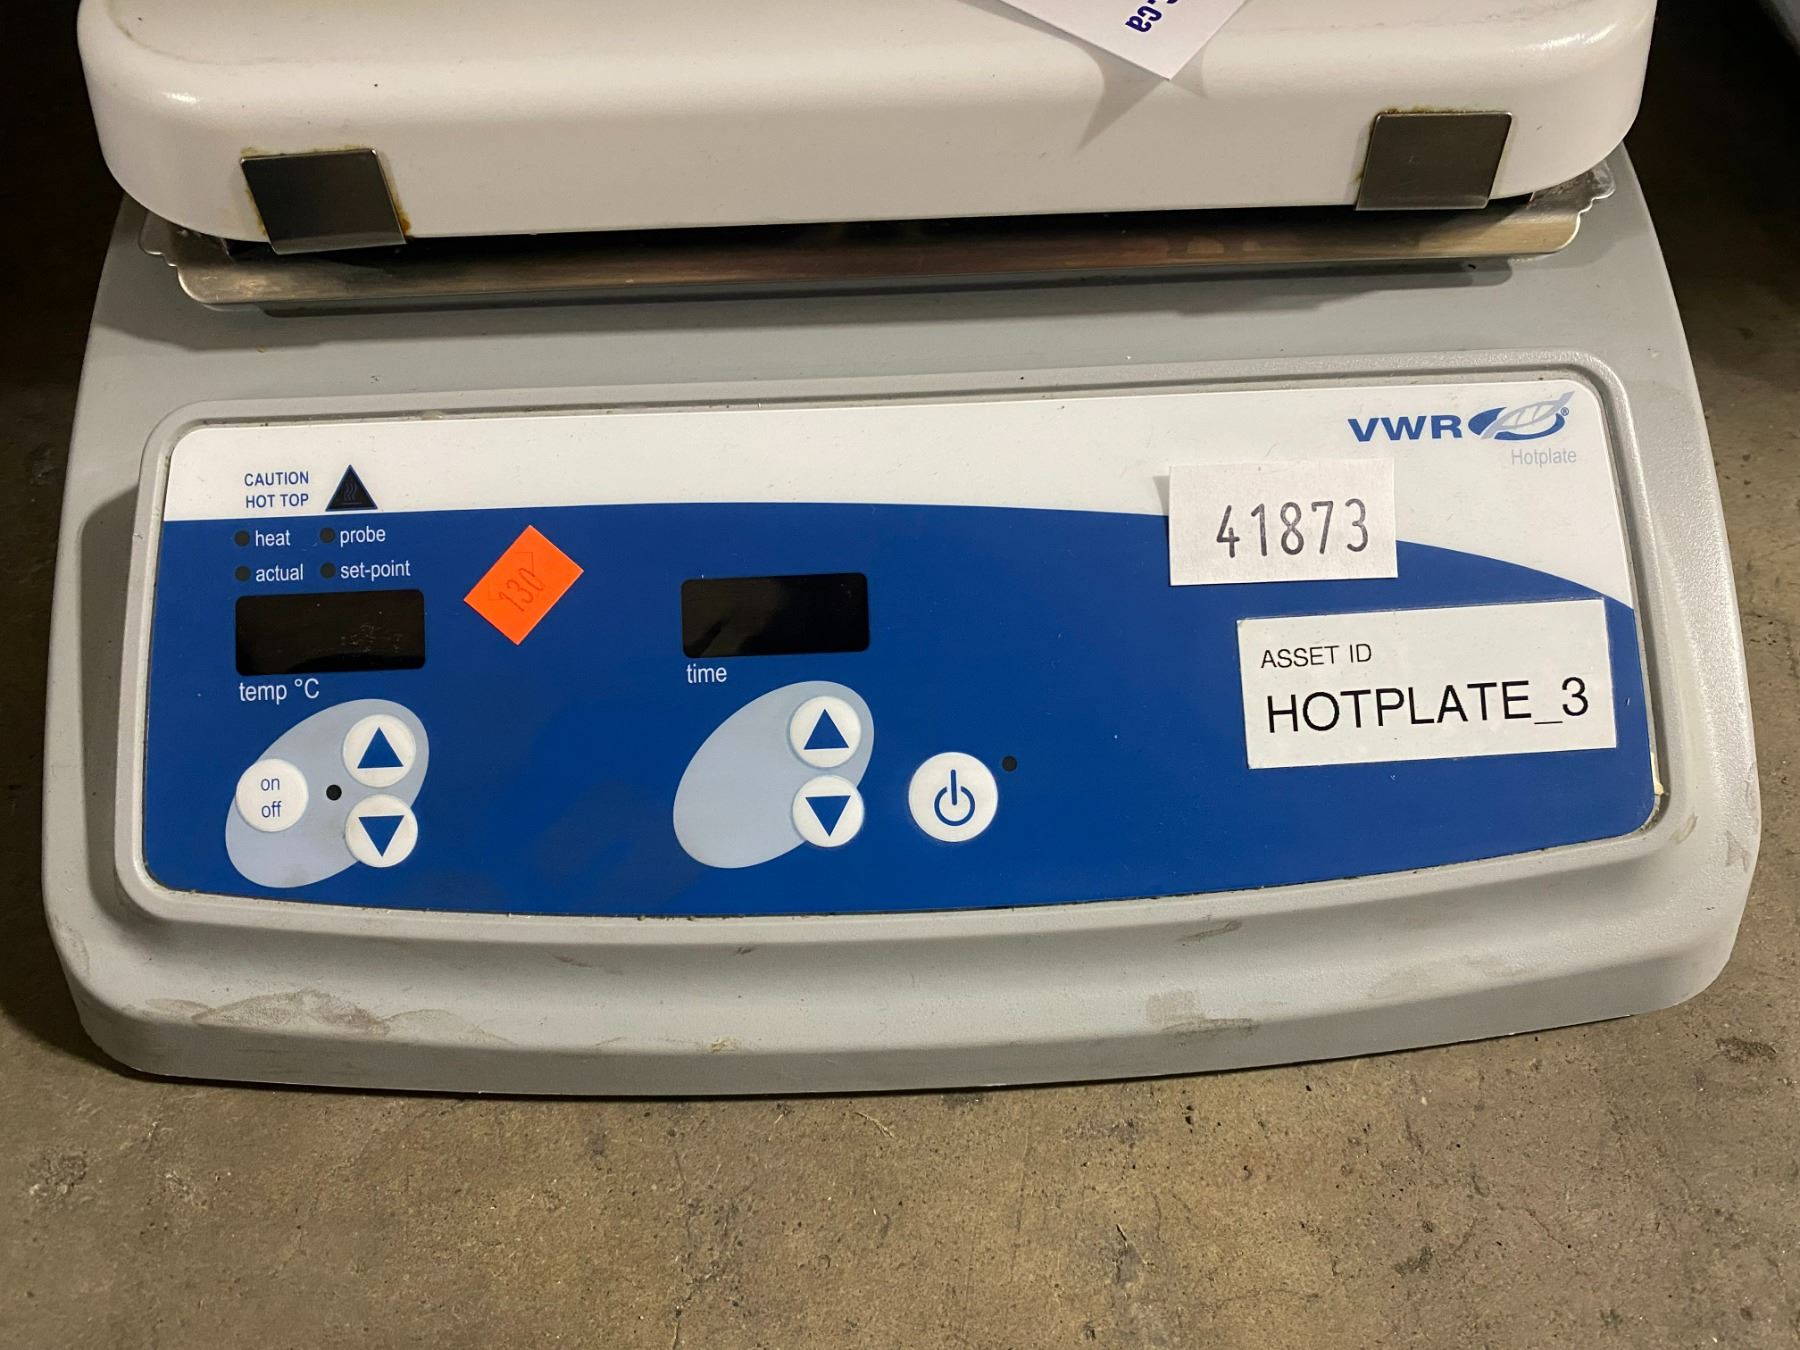 .ca
VWR®
Hotplate
CAUTION
HOT TOP
heat probe
actual set-point
130
41873
temp °C
time
ASSET ID
HOTPLATE_3
on
off